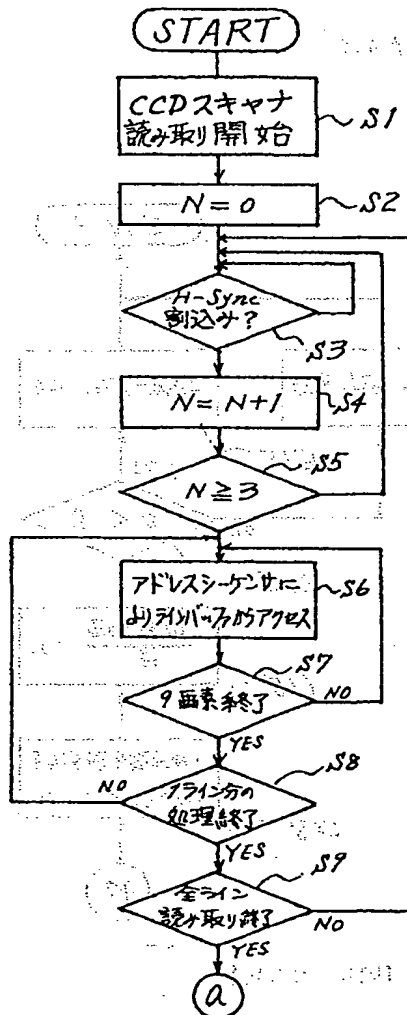 START
CCDスキャナ
読み取り開始
S1
N=0
S2
H-Sync
割込み?
S3
N=N+1
S4
N≧3
S5
アドレスシーケンサに
よりラインバッファからアクセス
S6
9画素終了
S7
NO
YES
1ライン分の
処理終了
S8
NO
YES
全ライン
読み取り終了
S9
NO
YES
a